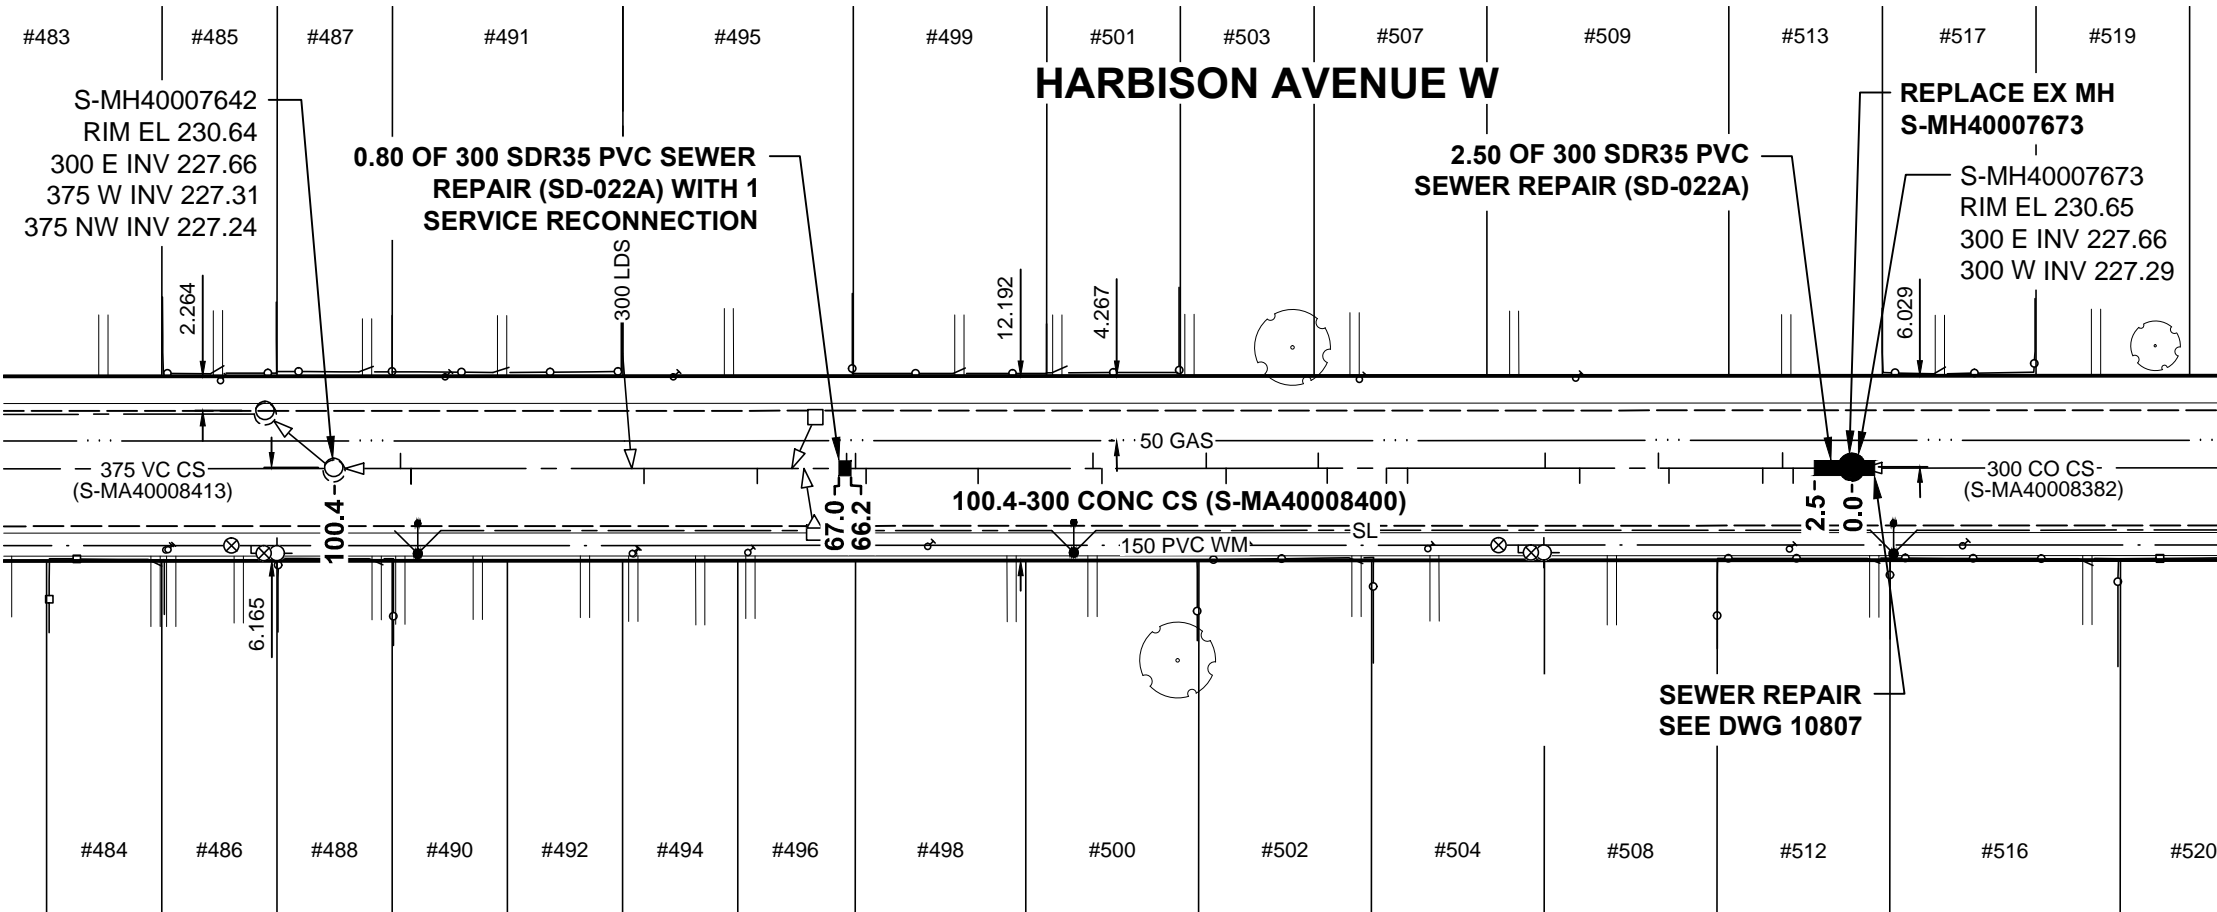 #483
#485
#487
#491
#495
#499
#501
#503
#507
#509
#513
#517
#519
HARBISON AVENUE W
S-MH40007642
RIM EL 230.64
300 E INV 227.66
375 W INV 227.31
375 NW INV 227.24
0.80 OF 300 SDR35 PVC SEWER
REPAIR (SD-022A) WITH 1
SERVICE RECONNECTION
2.50 OF 300 SDR35 PVC
SEWER REPAIR (SD-022A)
REPLACE EX MH
S-MH40007673
S-MH40007673
RIM EL 230.65
300 E INV 227.66
300 W INV 227.29
2.264
300 LDS
12.192
4.267
6.029
50 GAS
375 VC CS
(S-MA40008413)
300 CO CS
(S-MA40008382)
100.4
67.0
66.2
100.4-300 CONC CS (S-MA40008400)
2.5
0.0
SL
150 PVC WM
6.165
SEWER REPAIR
SEE DWG 10807
#484
#486
#488
#490
#492
#494
#496
#498
#500
#502
#504
#508
#512
#516
#520